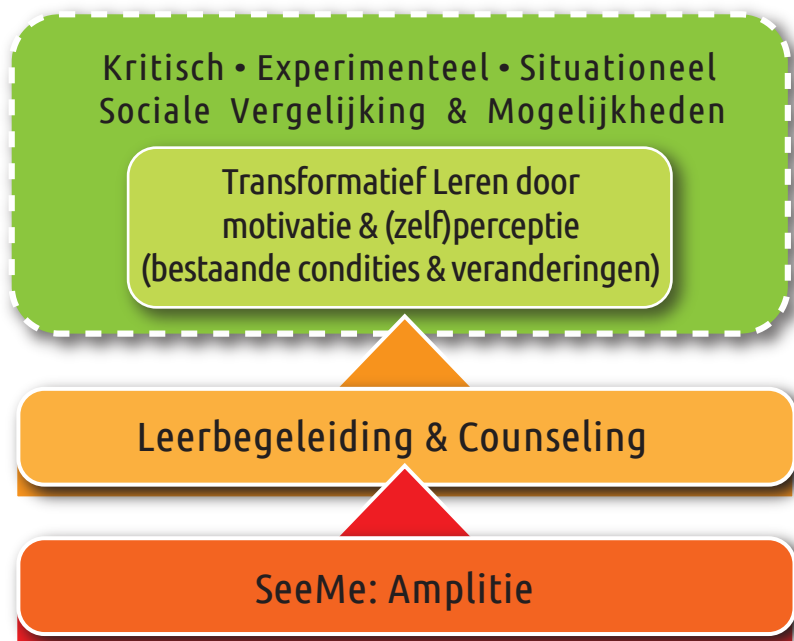 Kritisch • Experimenteel • Situationeel
Sociale Vergelijking & Mogelijkheden
Transformatief Leren door
motivatie & (zelf)perceptie
(bestaande condities & veranderingen)
Leerbegeleiding & Counseling
SeeMe: Amplitie